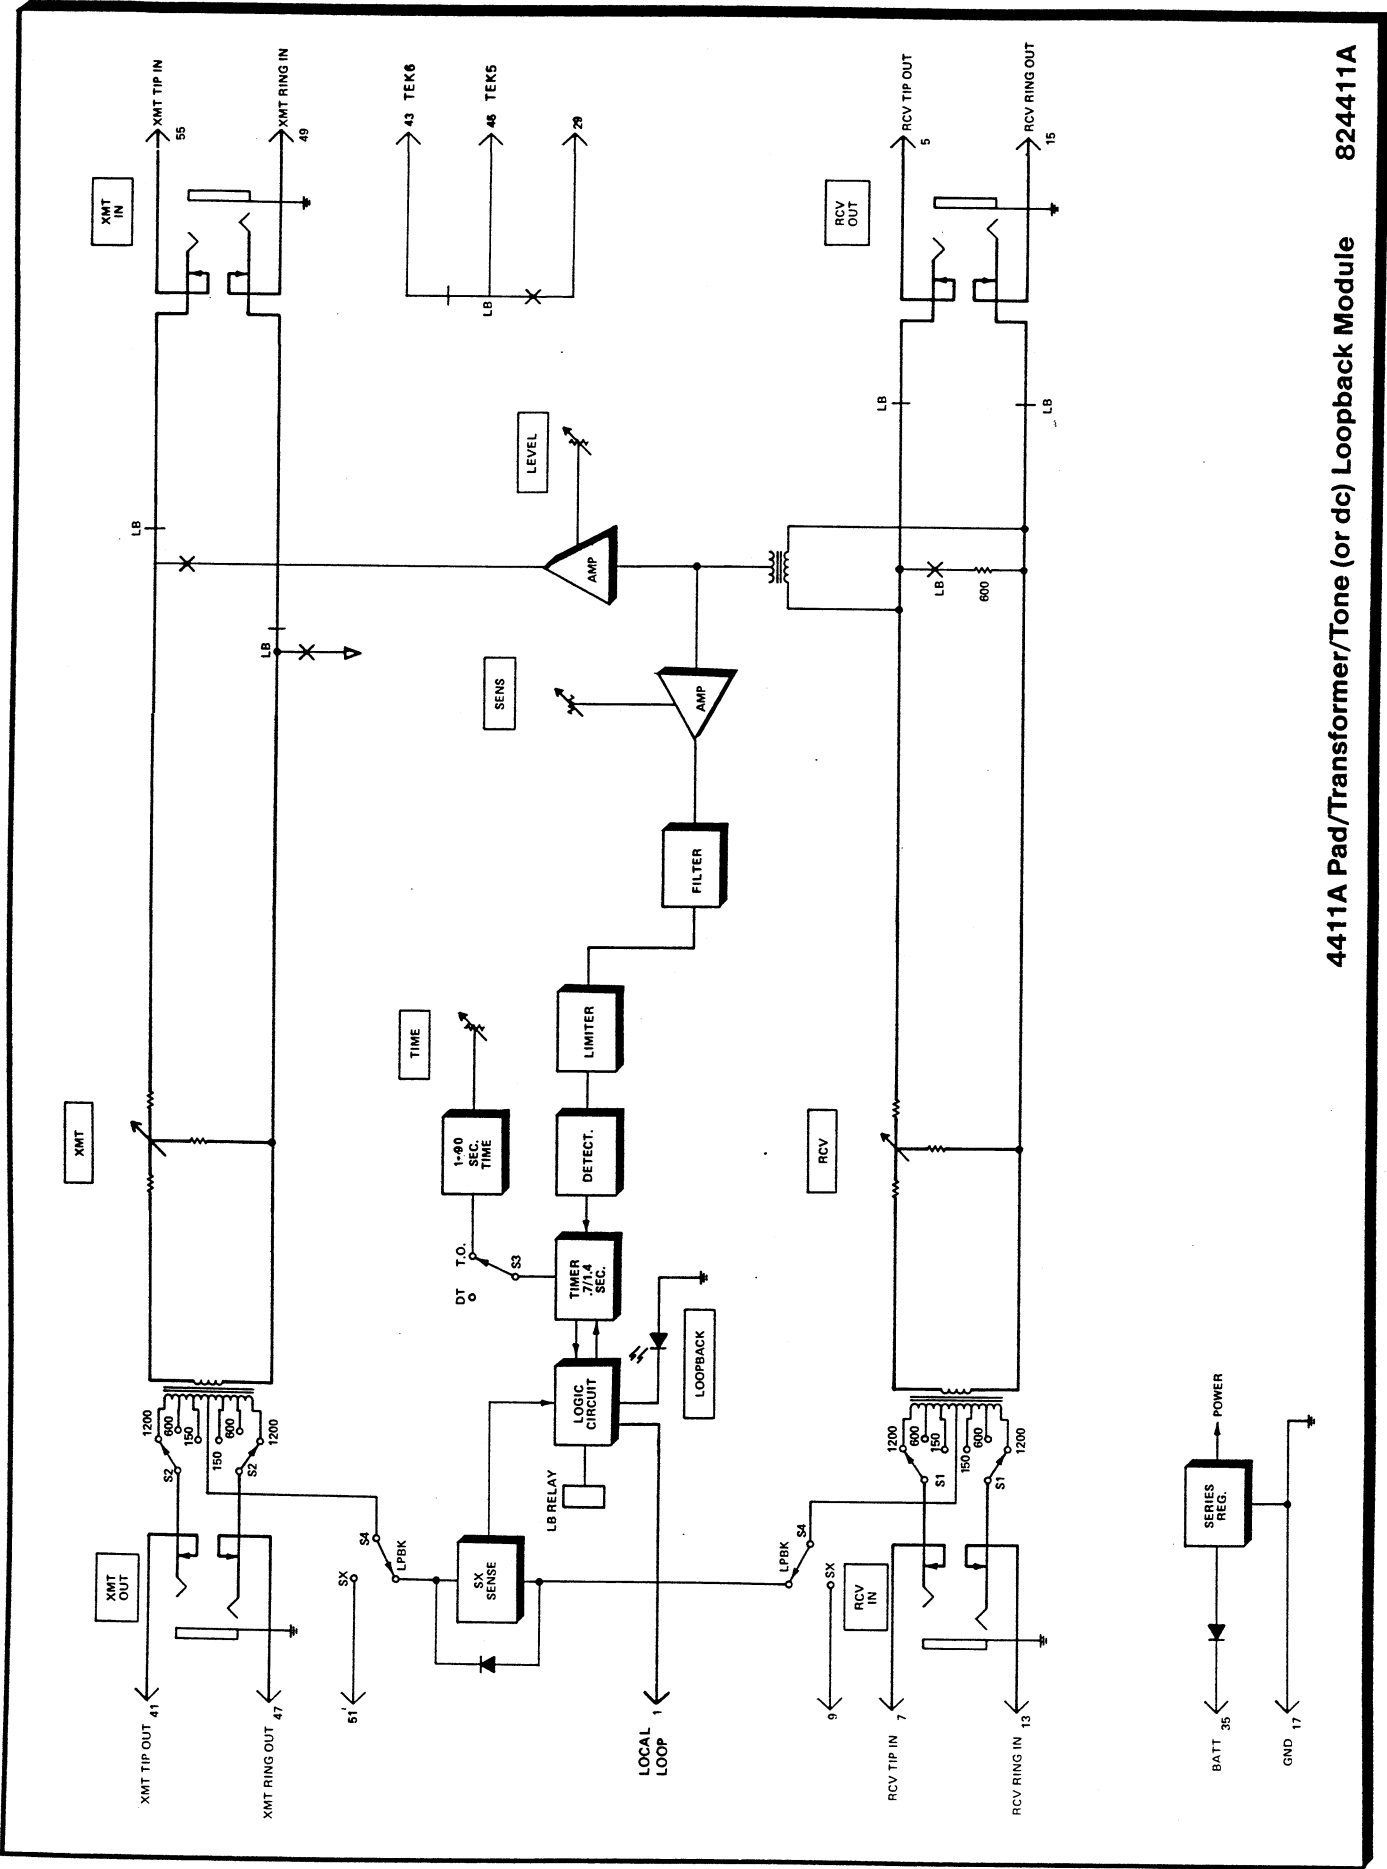 XMT TIP OUT 41
XMT RING OUT 47
XMT
OUT
S2
S2
1200
600
150
150
600
1200
XMT
LB
LB
XMT
IN
XMT TIP IN
55
XMT RING IN
49
51
SX
S4
LPBK
SX
SENSE
LB RELAY
LOGIC
CIRCUIT
LOOPBACK
TIMER
.7/1.4
SEC.
S3
DT
T.O.
1-90
SEC.
TIME
TIME
DETECT.
LIMITER
FILTER
AMP
SENS
AMP
LEVEL
LB
43 TEK6
46 TEK5
29
LOCAL
LOOP
1
9
SX
LPBK
S4
RCV TIP IN 7
RCV RING IN 13
RCV
IN
S1
S1
1200
600
150
150
600
1200
RCV
LB
600
LB
LB
RCV
OUT
RCV TIP OUT
5
RCV RING OUT
15
BATT 35
GND 17
SERIES
REG.
POWER
4411A Pad/Transformer/Tone (or dc) Loopback Module 824411A